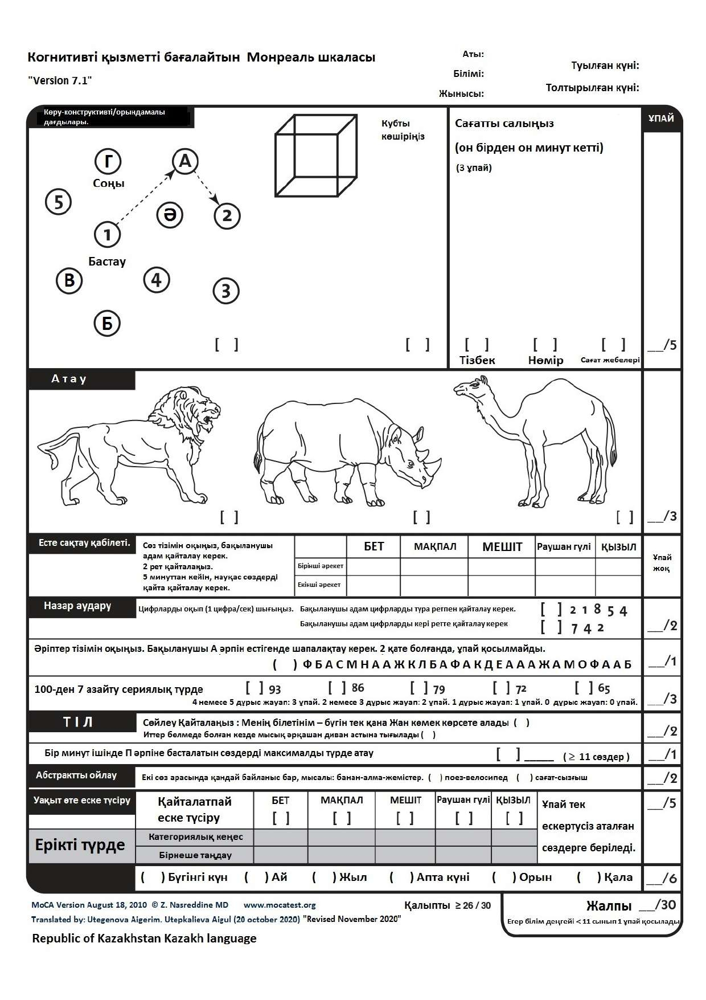 Когнитивті қызметті бағалайтын Монреаль шкаласы
"Version 7.1"
Аты:
Білімі:
Жынысы:
Туылған күні:
Толтырылған күні:
Көру-конструктивті/орындамалы
дағдылары.
Кубты
көшіріңіз
Сағатты салыңыз
(он бірден он минут кетті)
(3 ұпай)
ҰПАЙ
Г
Соңы
А
5
Ә
2
1
Бастау
В
4
3
Б
[ ]
[ ]
[ ] [ ] [ ] __/5
Тізбек Нөмір Сағат жебелері
Атау
[ ] [ ] [ ] __/3
Есте сақтау қабілеті.
Сөз тізімін оқыңыз, бақыланушы
адам қайталау керек.
2 рет қайталаңыз.
5 минуттан кейін, науқас сөздерді
қайта қайталау керек.
БЕТ МАҚПАЛ МЕШІТ Раушан гүлі ҚЫЗЫЛ
Бірінші әрекет
Екінші әрекет
Ұпай
жоқ
Назар аудару
Цифрларды оқып (1 цифра/сек) шығыңыз. Бақыланушы адам цифрларды тура ретпен қайталау керек. [ ] 2 1 8 5 4
Бақыланушы адам цифрларды кері ретте қайталау керек [ ] 7 4 2 __/2
Әріптер тізімін оқыңыз. Бақыланушы А әрпін естігенде шапалақтау керек. 2 қате болғанда, ұпай қосылмайды.
( ) Ф Б А С М Н А А Ж К Л Б А Ф А К Д Е А А А Ж А М О Ф А А Б __/1
100-ден 7 азайту сериялық түрде [ ] 93 [ ] 86 [ ] 79 [ ] 72 [ ] 65
4 немесе 5 дұрыс жауап: 3 ұпай. 2 немесе 3 дұрыс жауап: 2 ұпай. 1 дұрыс жауап: 1 ұпай. 0 дұрыс жауап: 0 ұпай. __/3
ТІЛ
Сөйлеу Қайталаңыз : Менің білетінім – бүгін тек қана Жан көмек көрсете алады ( )
Иттер бөлмеде болған кезде мысық әрқашан диван астына тығылады ( ) __/2
Бір минут ішінде П әрпіне басталатын сөздерді максималды түрде атау [ ] _____ ( ≥ 11 сөздер ) __/1
Абстрактты ойлау
Екі сөз арасында қандай байланыс бар, мысалы: банан-алма-жемістер. ( ) поез-велосипед ( ) сағат-сызғыш __/2
Уақыт өте еске түсіру
Қайталатпай
еске түсіру
БЕТ МАҚПАЛ МЕШІТ Раушан гүлі ҚЫЗЫЛ
[ ] [ ] [ ] [ ] [ ]
Ұпай тек
ескертусіз аталған
сөздерге беріледі.
__/5
Ерікті түрде
Категориялық кеңес
Бірнеше таңдау
( ) Бүгінгі күн ( ) Ай ( ) Жыл ( ) Апта күні ( ) Орын ( ) Қала __/6
MoCA Version August 18, 2010 © Z. Nasreddine MD www.mocatest.org
Қалыпты ≥ 26 / 30
Жалпы __/30
Translated by: Utegenova Aigerim. Utepkalieva Aigul (20 october 2020) "Revised November 2020"
Егер білім деңгейі < 11 сынып 1 ұпай қосылады
Republic of Kazakhstan Kazakh language